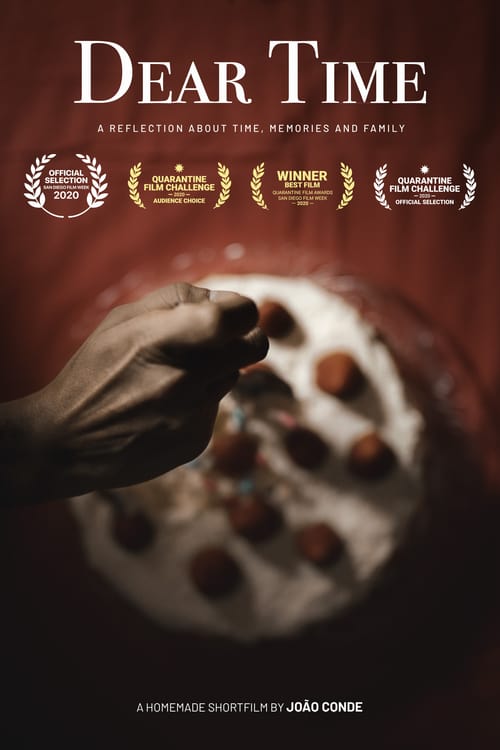 DEAR TIME
A REFLECTION ABOUT TIME, MEMORIES AND FAMILY
OFFICIAL
SELECTION
SAN DIEGO FILM WEEK
2020
QUARANTINE
FILM CHALLENGE
— 2020 —
AUDIENCE CHOICE
WINNER
BEST FILM
QUARANTINE FILM AWARDS
SAN DIEGO FILM WEEK
— 2020 —
QUARANTINE
FILM CHALLENGE
— 2020 —
OFFICIAL SELECTION
A HOMEMADE SHORTFILM BY JOÃO CONDE